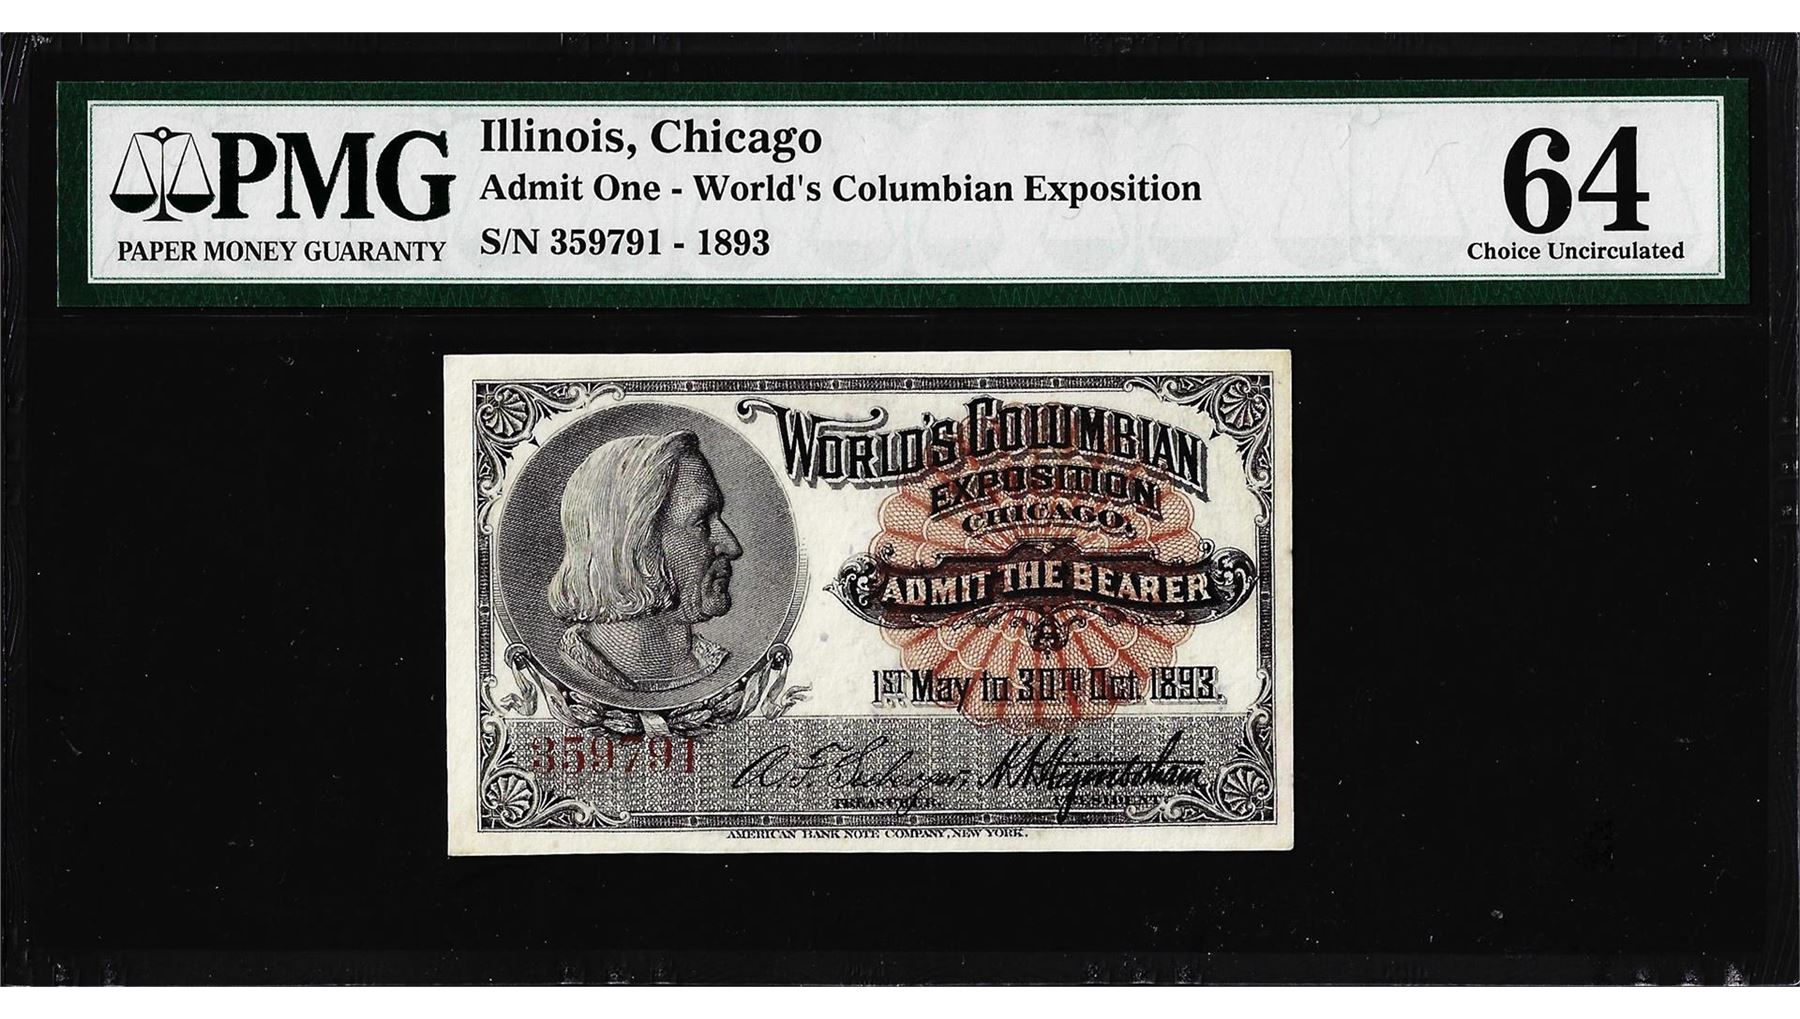 PMG
PAPER MONEY GUARANTY
Illinois, Chicago
Admit One - World's Columbian Exposition
S/N 359791 - 1893
64
Choice Uncirculated
WORLD'S COLUMBIAN
EXPOSITION
CHICAGO.
ADMIT THE BEARER
1ST May to 30TH Oct. 1893.
359791
TREASURER.
PRESIDENT
AMERICAN BANK NOTE COMPANY, NEW YORK.